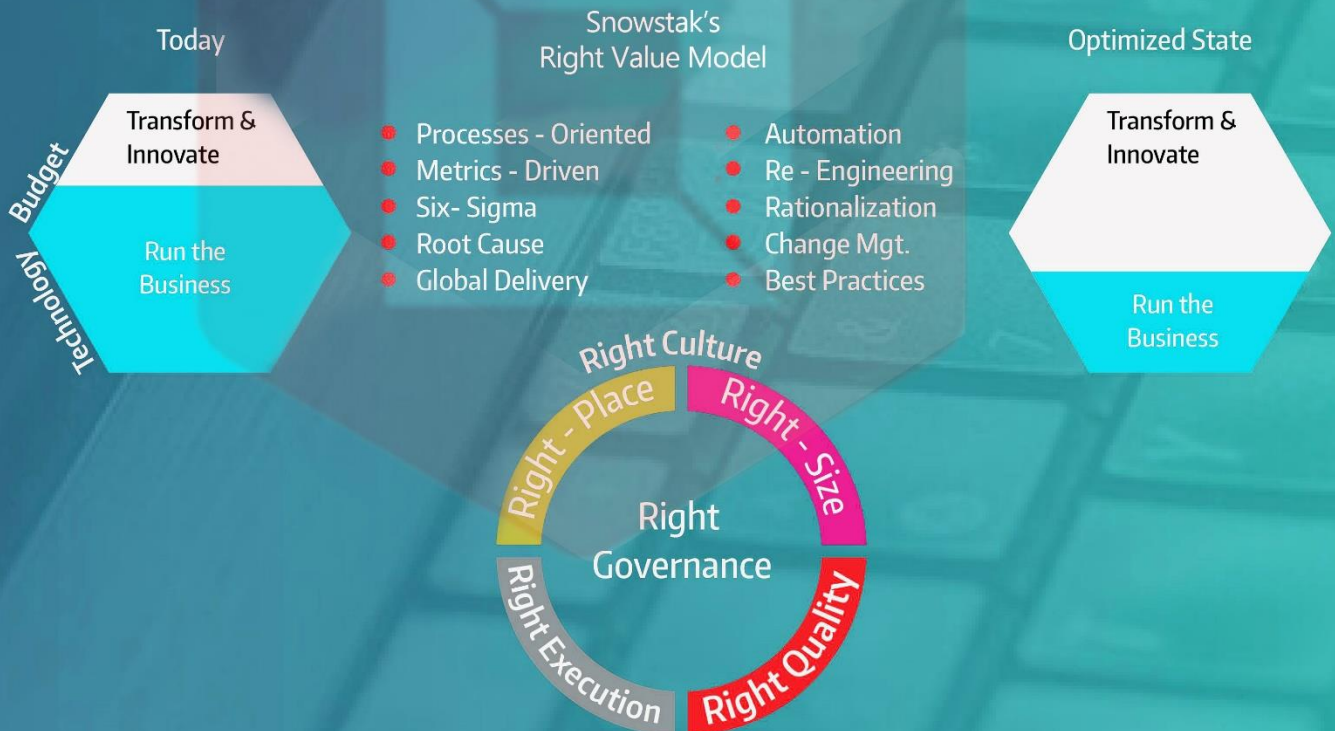 Today
Transform &
Innovate
Run the
Business
Budget
Technology
Snowstak's
Right Value Model
Processes - Oriented
Metrics - Driven
Six- Sigma
Root Cause
Global Delivery
Automation
Re - Engineering
Rationalization
Change Mgt.
Best Practices
Optimized State
Transform &
Innovate
Run the
Business
Right Culture
Right - Place
Right - Size
Right
Governance
Right Execution
Right Quality